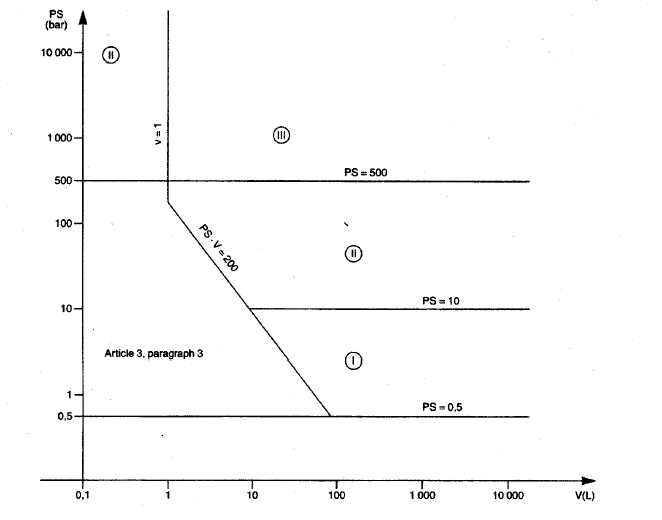 PS
(bar)
10 000
II
1 000
v = 1
III
PS = 500
500
100
PS · V = 200
II
10
PS = 10
Article 3, paragraph 3
I
1
0,5
PS = 0,5
0,1
1
10
100
1 000
10 000
V(L)